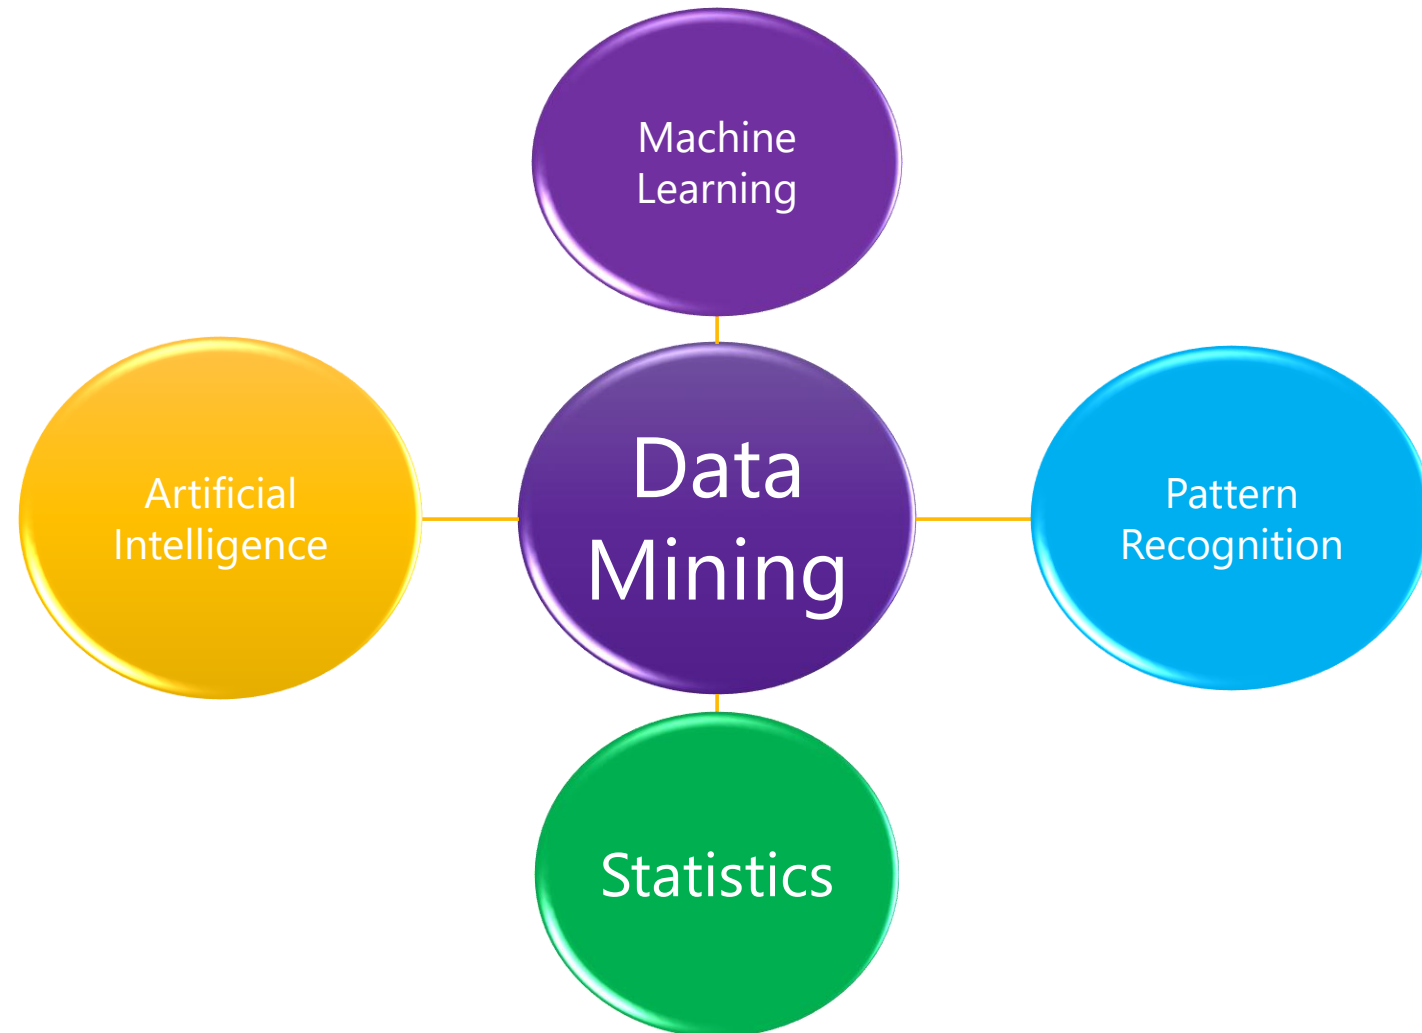 Machine
Learning
Artificial
Intelligence
Data
Mining
Pattern
Recognition
Statistics